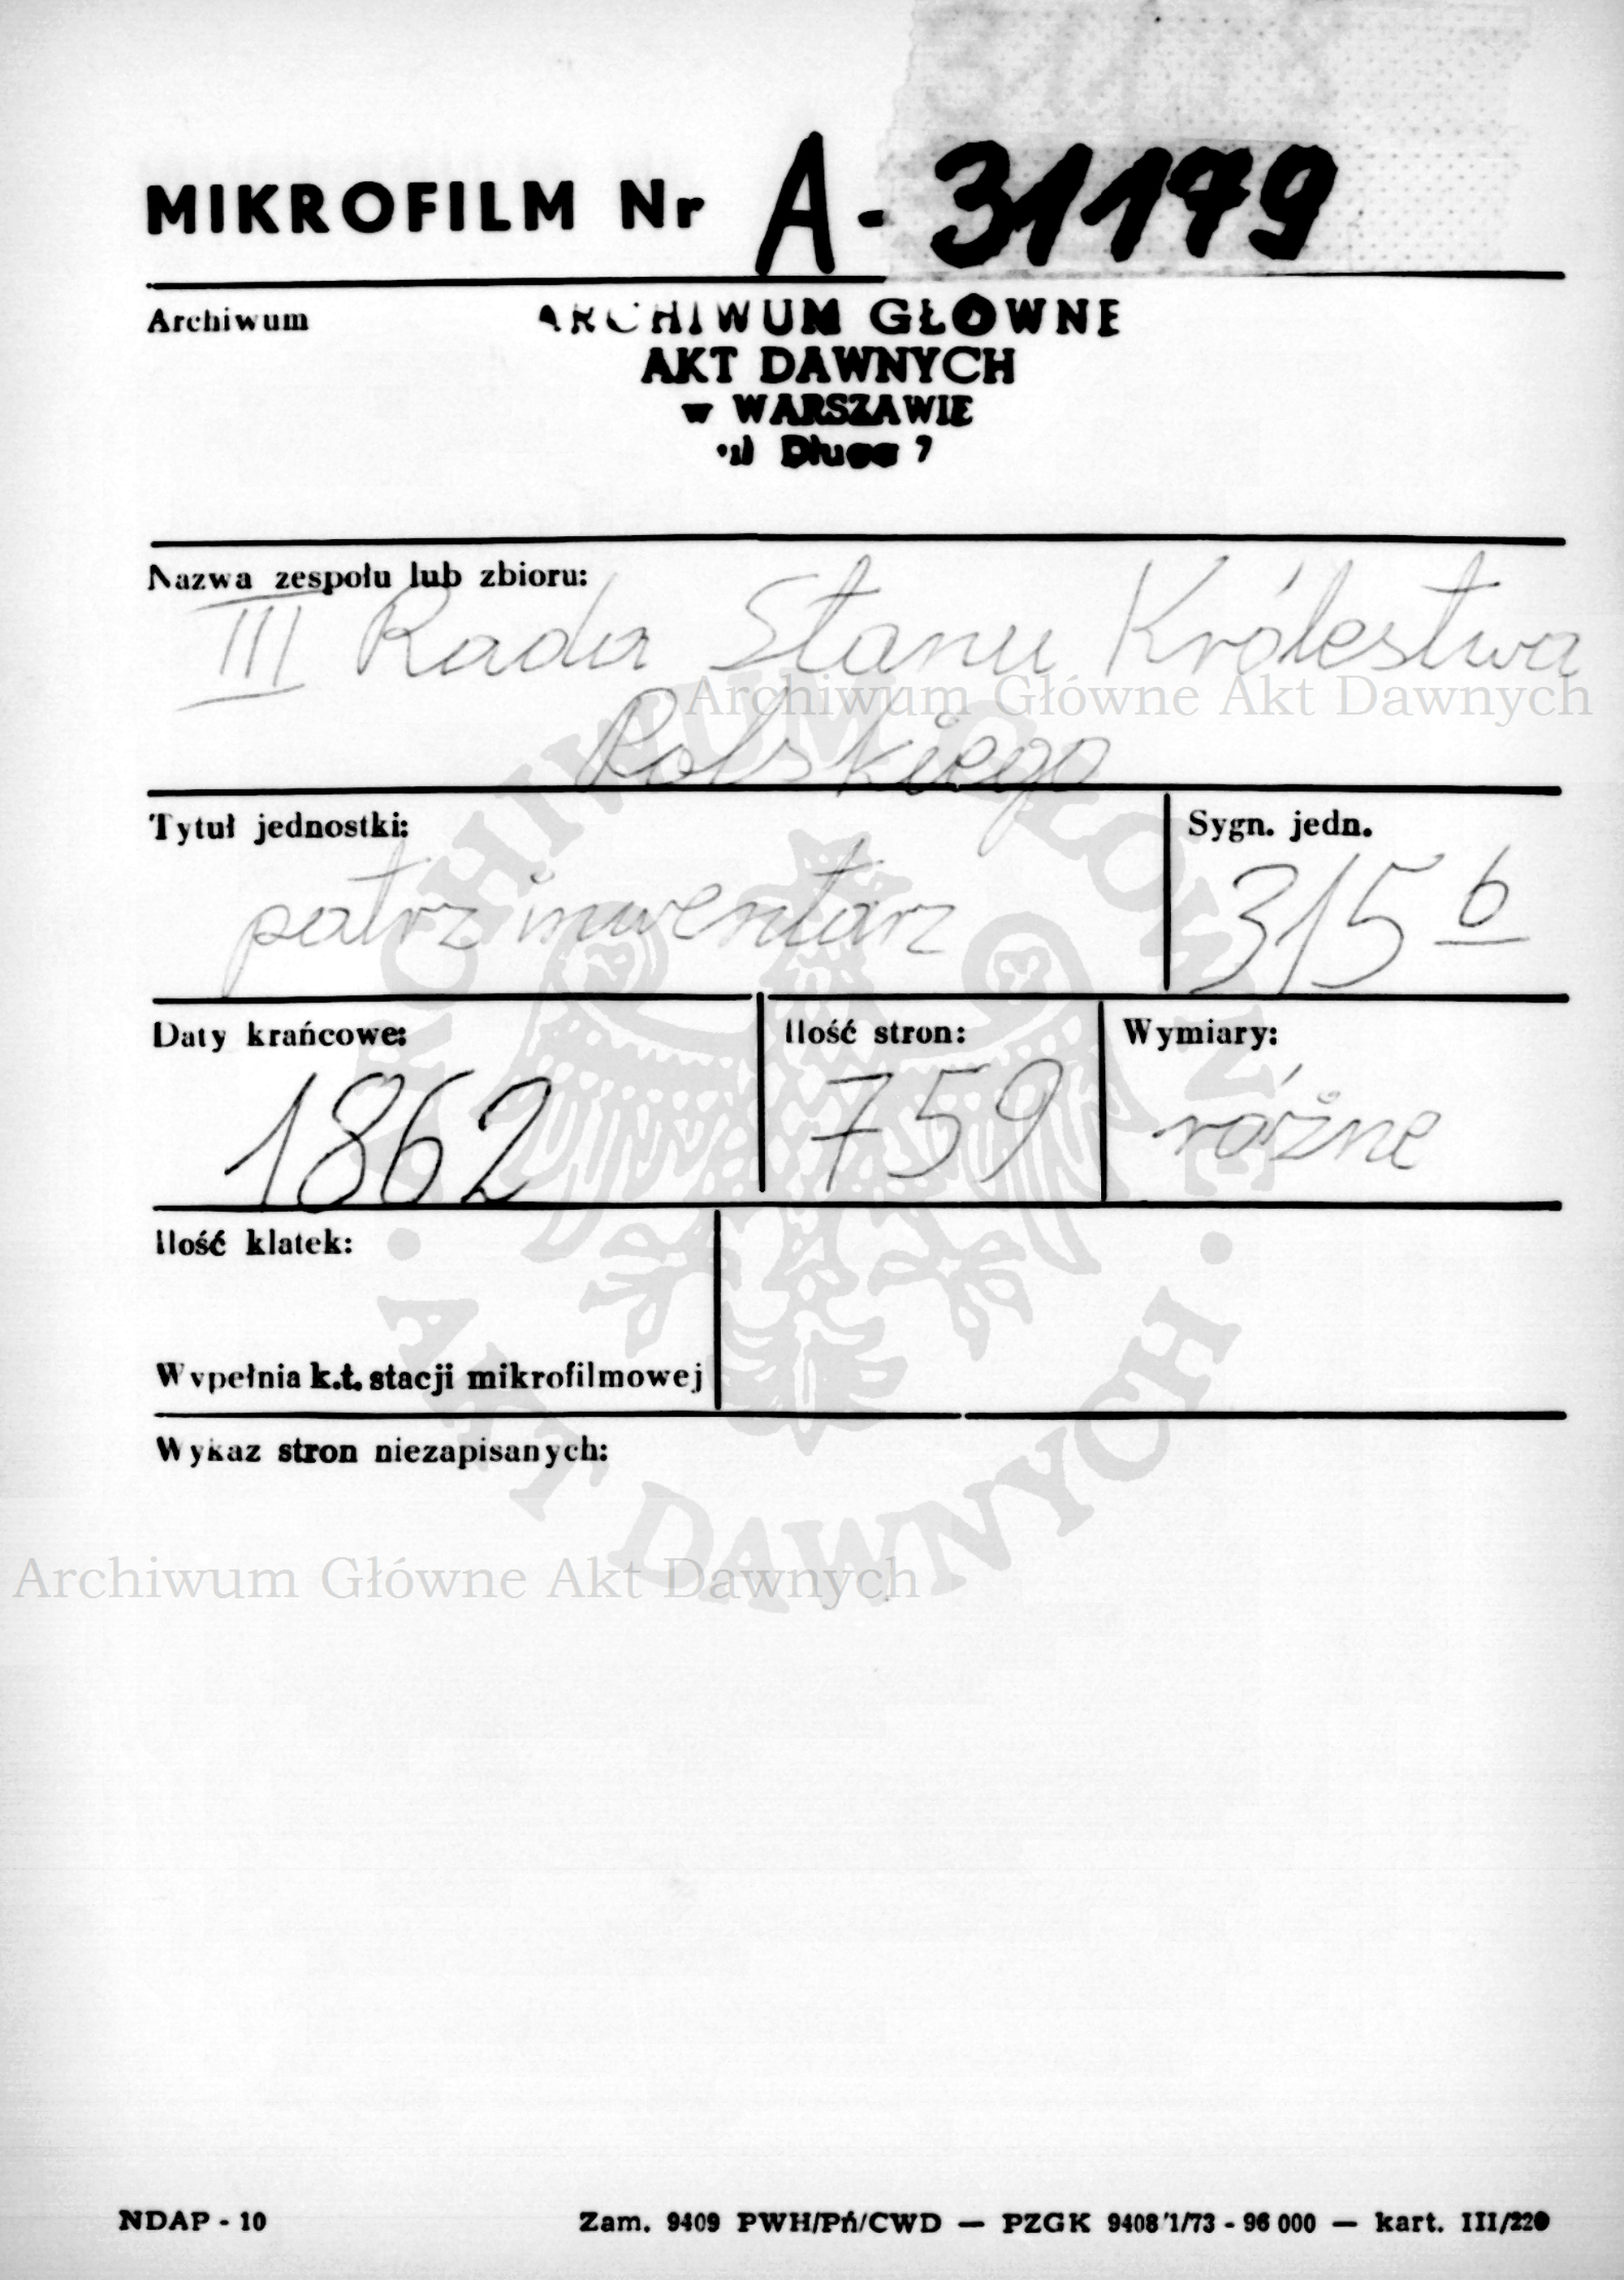 MIKROFILM Nr A-31179
Archiwum
ARCHIWUM GŁÓWNE
AKT DAWNYCH
w WARSZAWIE
ul Długa 7
Nazwa zespołu lub zbioru:
III Rada Stanu Królestwa
Archiwum Główne Akt Dawnych
Polskiego
Tytuł jednostki:
patrz inwentarz
Sygn. jedn.
315 b
Daty krańcowe:
1862
Ilość stron:
759
Wymiary:
różne
Ilość klatek:
Wypełnia k.t. stacji mikrofilmowej
Wykaz stron niezapisanych:
ARCHIWUM GŁÓWNE · AKT DAWNYCH ·
Archiwum Główne Akt Dawnych
NDAP - 10
Zam. 9409 PWH/Pń/CWD — PZGK 9408/1/73 - 96 000 — kart. III/220